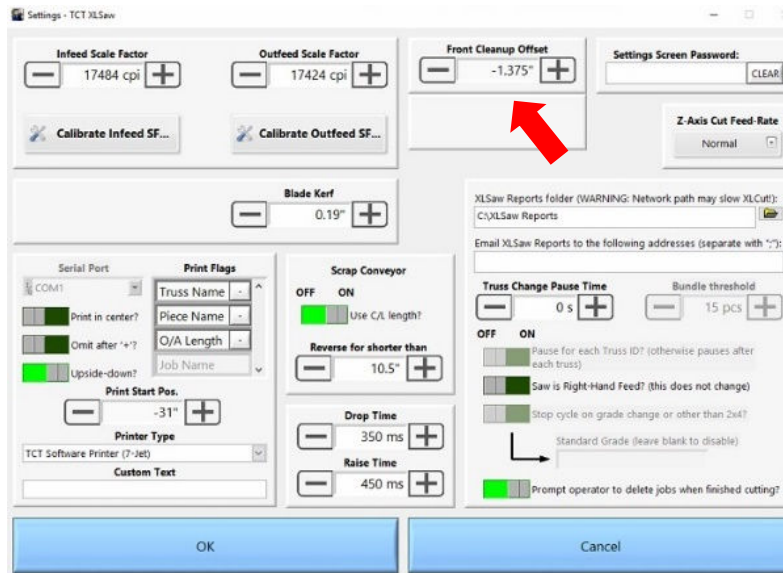 Settings - TCT XLSaw
Infeed Scale Factor
17484 cpi
Outfeed Scale Factor
17424 cpi
Calibrate Infeed SF...
Calibrate Outfeed SF...
Front Cleanup Offset
-1.375"
Settings Screen Password:
CLEAR
Z-Axis Cut Feed-Rate
Normal
Blade Kerf
0.19"
XLSaw Reports folder (WARNING: Network path may slow XLCut!):
C:\XLSaw Reports
Email XLSaw Reports to the following addresses (separate with ";"):
Serial Port
COM1
Print in center?
Omit after '+'?
Upside-down?
Print Flags
Truss Name
Piece Name
O/A Length
Job Name
Print Start Pos.
-31"
Printer Type
TCT Software Printer (7-Jet)
Custom Text
Scrap Conveyor
OFF ON
Use C/L length?
Reverse for shorter than
10.5"
Drop Time
350 ms
Raise Time
450 ms
Truss Change Pause Time
0 s
Bundle threshold
15 pcs
OFF ON
Pause for each Truss ID? (otherwise pauses after
each truss)
Saw is Right-Hand Feed? (this does not change)
Stop cycle on grade change or other than 2x4?
Standard Grade (leave blank to disable)
Prompt operator to delete jobs when finished cutting?
OK
Cancel